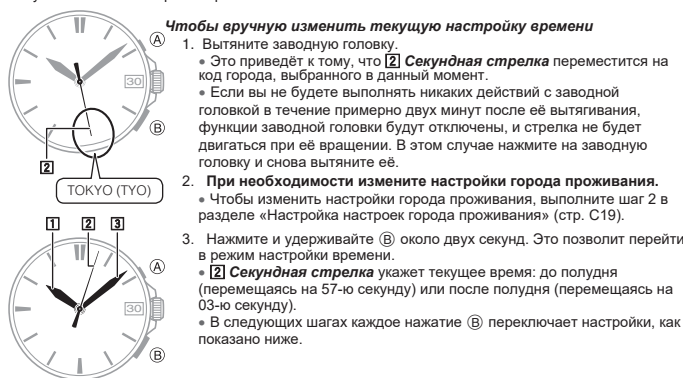 Чтобы вручную изменить текущую настройку времени
1. Вытяните заводную головку.
• Это приведёт к тому, что 2 Секундная стрелка переместится на
код города, выбранного в данный момент.
• Если вы не будете выполнять никаких действий с заводной
головкой в течение примерно двух минут после её вытягивания,
функции заводной головки будут отключены, и стрелка не будет
двигаться при её вращении. В этом случае нажмите на заводную
головку и снова вытяните её.
2. При необходимости измените настройки города проживания.
• Чтобы изменить настройки города проживания, выполните шаг 2 в
разделе «Настройка настроек города проживания» (стр. C19).
3. Нажмите и удерживайте B около двух секунд. Это позволит перейти
в режим настройки времени.
• 2 Секундная стрелка укажет текущее время: до полудня
(перемещаясь на 57-ю секунду) или после полудня (перемещаясь на
03-ю секунду).
• В следующих шагах каждое нажатие B переключает настройки, как
показано ниже.
A
30
B
2
TOKYO (TYO)
1 2 3
A
30
B